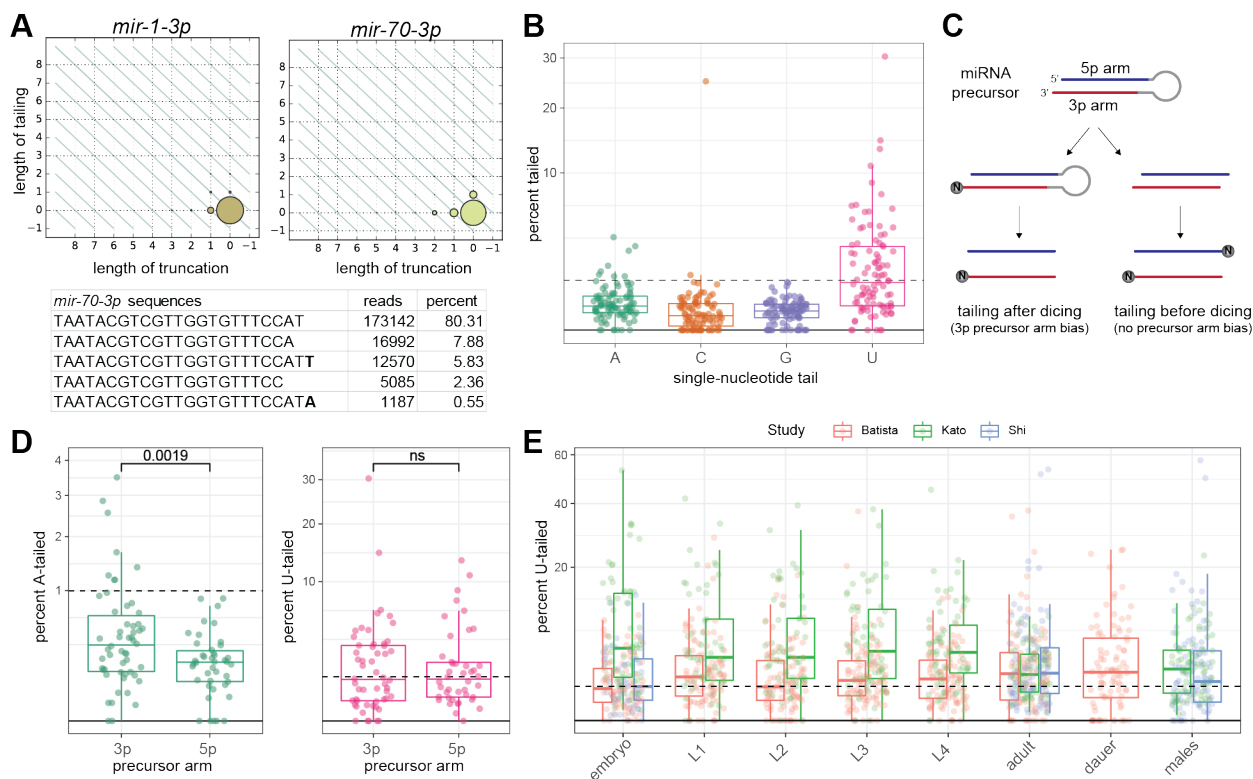 A
mir-1-3p
mir-70-3p
length of tailing
8
7
6
5
4
3
2
1
0
−1
8 7 6 5 4 3 2 1 0 −1
length of truncation
8
7
6
5
4
3
2
1
0
−1
8 7 6 5 4 3 2 1 0 −1
length of truncation
mir-70-3p sequences reads percent
TAATACGTCGTTGGTGTTTCCAT 173142 80.31
TAATACGTCGTTGGTGTTTCCA 16992 7.88
TAATACGTCGTTGGTGTTTCCATT 12570 5.83
TAATACGTCGTTGGTGTTTCC 5085 2.36
TAATACGTCGTTGGTGTTTCCATA 1187 0.55
B
percent tailed
30
20
10
A C G U
single-nucleotide tail
C
miRNA
precursor
5p arm
5'
3'
3p arm
N
N
N
N
tailing after dicing
(3p precursor arm bias)
tailing before dicing
(no precursor arm bias)
D
percent A-tailed
4
3
2
1
0.0019
3p 5p
precursor arm
percent U-tailed
30
20
10
ns
3p 5p
precursor arm
E
Study Batista Kato Shi
percent U-tailed
60
40
20
embryo
L1
L2
L3
L4
adult
dauer
males